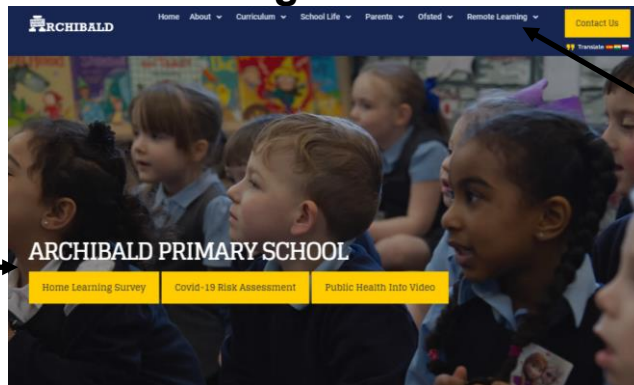 ARCHIBALD
Home About Curriculum School Life Parents Ofsted Remote Learning
Contact Us
Translate
ARCHIBALD PRIMARY SCHOOL
Home Learning Survey Covid-19 Risk Assessment Public Health Info Video